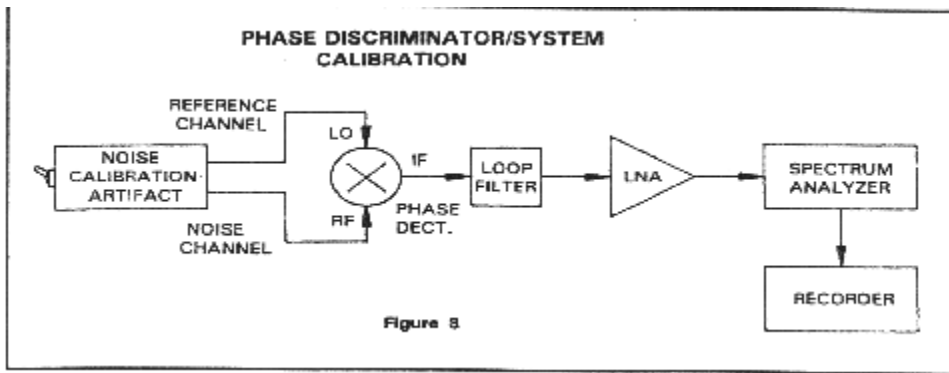 PHASE DISCRIMINATOR/SYSTEM
CALIBRATION
REFERENCE
CHANNEL
LO
NOISE
CALIBRATION
ARTIFACT
IF
LOOP
FILTER
LNA
SPECTRUM
ANALYZER
RF
PHASE
DECT.
NOISE
CHANNEL
RECORDER
Figure 8